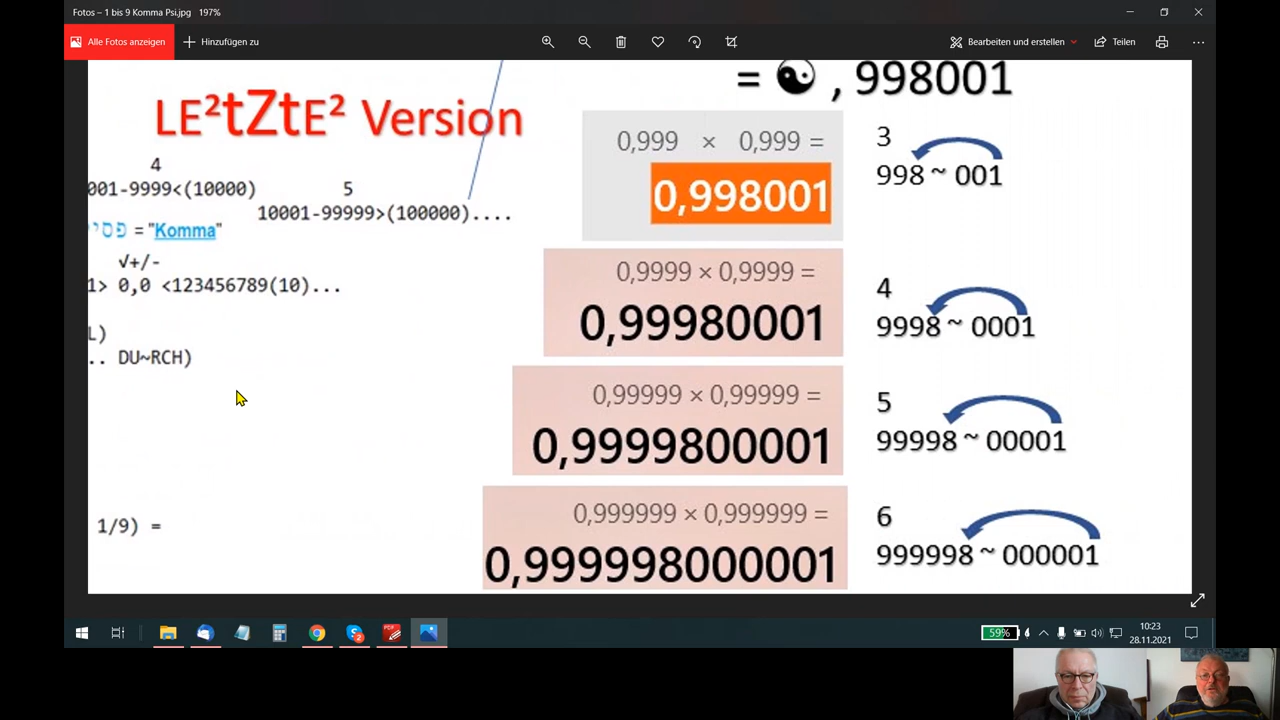 Fotos – 1 bis 9 Komma Psi.jpg 197%
Alle Fotos anzeigen
Hinzufügen zu
Bearbeiten und erstellen
Teilen
= ☯ , 998001
LE²tZtE² Version
4
001-9999<(10000)
5
10001-99999>(100000)....
פסיי = "Komma"
√+/-
1> 0,0 <123456789(10)...
L)
.. DU~RCH)
1/9) =
0,999 × 0,999 =
0,998001
3
998 ~ 001
0,9999 × 0,9999 =
0,99980001
4
9998 ~ 0001
0,99999 × 0,99999 =
0,9999800001
5
99998 ~ 00001
0,999999 × 0,999999 =
0,999998000001
6
999998 ~ 000001
59%
10:23
28.11.2021